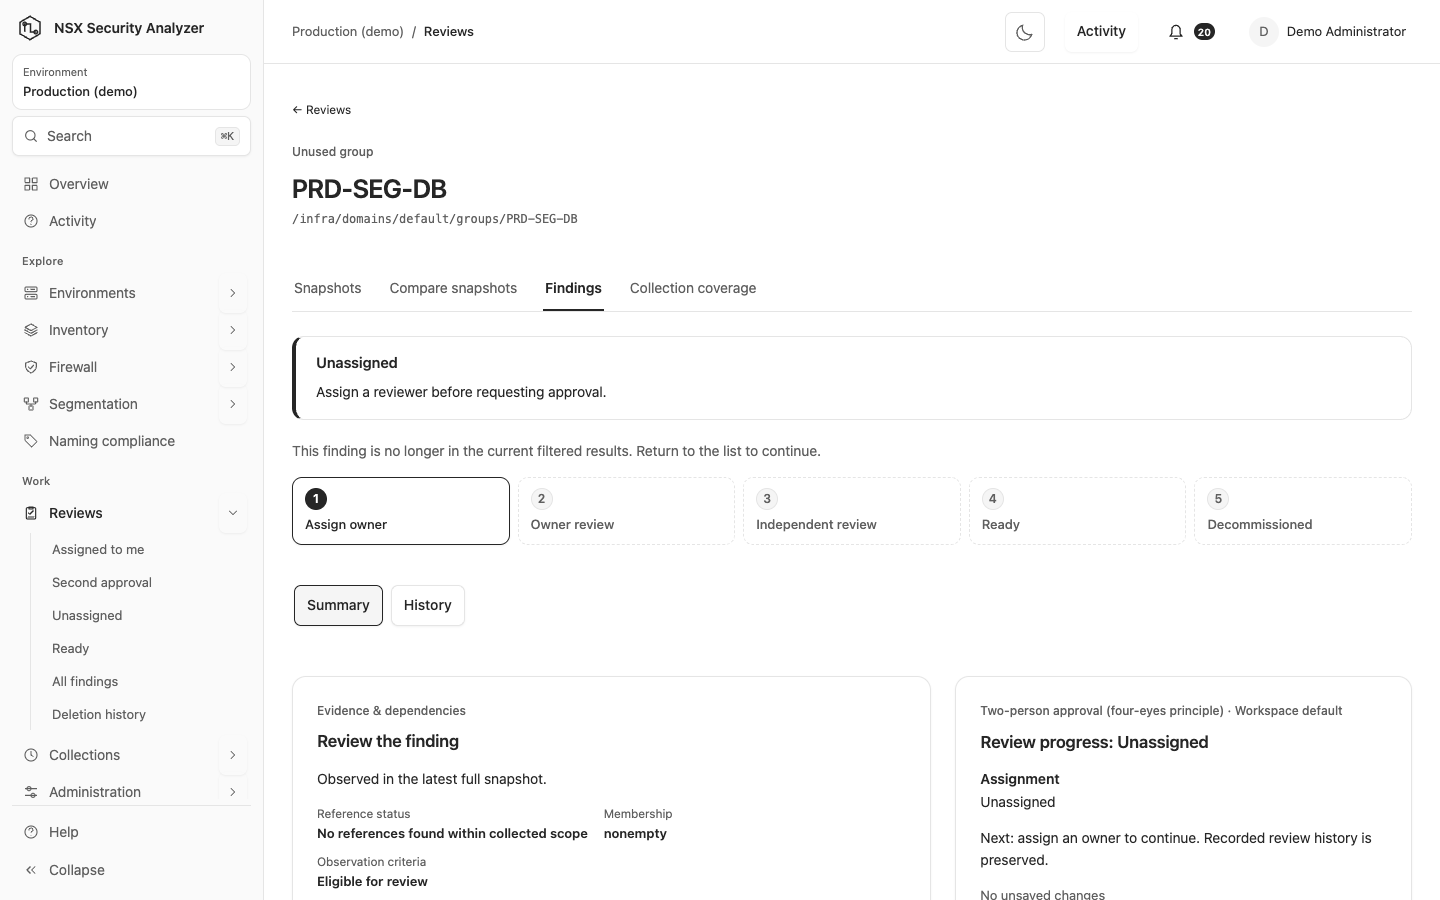 NSX Security Analyzer
Environment
Production (demo)
Search ⌘K
Overview
Activity
Explore
Environments
Inventory
Firewall
Segmentation
Naming compliance
Work
Reviews
Assigned to me
Second approval
Unassigned
Ready
All findings
Deletion history
Collections
Administration
Help
Collapse
Production (demo) / Reviews
Activity
20
D
Demo Administrator
← Reviews
Unused group
PRD-SEG-DB
/infra/domains/default/groups/PRD-SEG-DB
Snapshots
Compare snapshots
Findings
Collection coverage
Unassigned
Assign a reviewer before requesting approval.
This finding is no longer in the current filtered results. Return to the list to continue.
1
Assign owner
2
Owner review
3
Independent review
4
Ready
5
Decommissioned
Summary
History
Evidence & dependencies
Review the finding
Observed in the latest full snapshot.
Reference status
No references found within collected scope
Membership
nonempty
Observation criteria
Eligible for review
Two-person approval (four-eyes principle) · Workspace default
Review progress: Unassigned
Assignment
Unassigned
Next: assign an owner to continue. Recorded review history is
preserved.
No unsaved changes